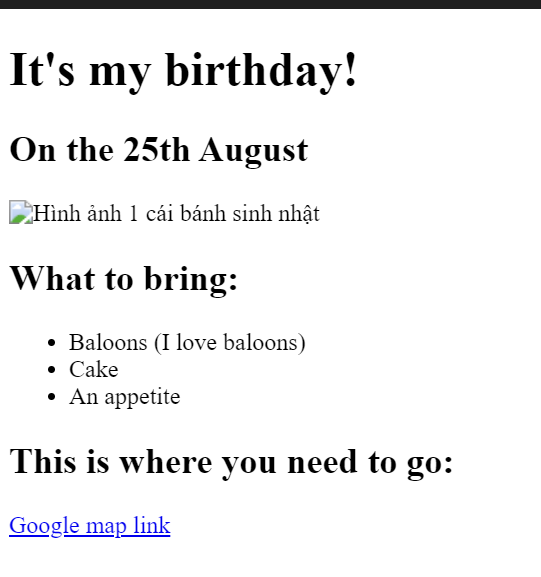 It's my birthday!
On the 25th August
Hình ảnh 1 cái bánh sinh nhật
What to bring:
Baloons (I love baloons)
Cake
An appetite
This is where you need to go:
Google map link